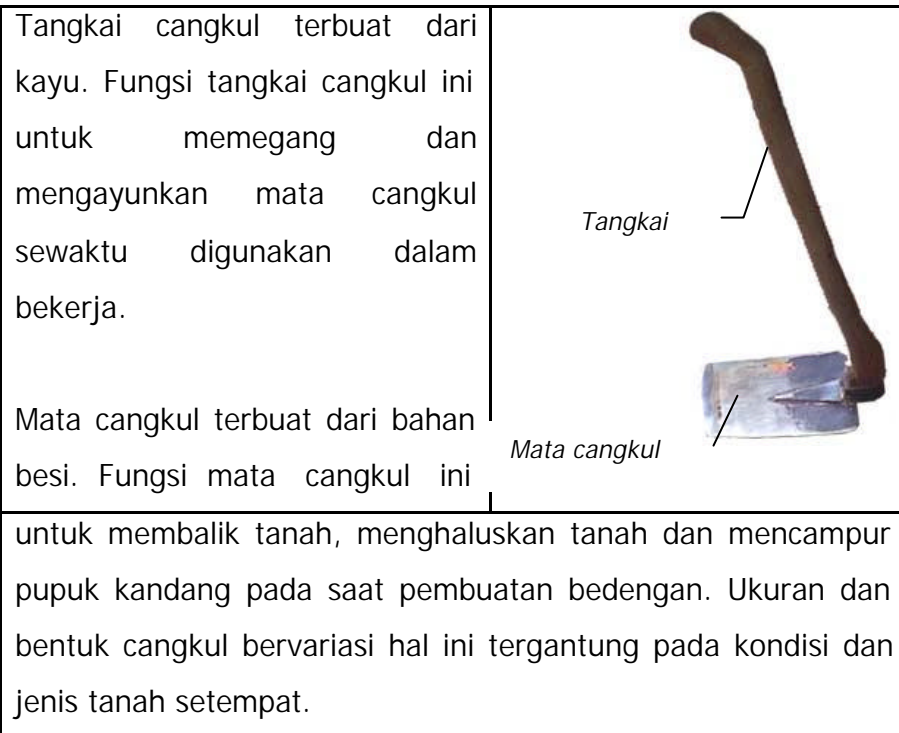 Tangkai cangkul terbuat dari
kayu. Fungsi tangkai cangkul ini
untuk memegang dan
mengayunkan mata cangkul
sewaktu digunakan dalam
bekerja.
Mata cangkul terbuat dari bahan
besi. Fungsi mata cangkul ini
Tangkai
Mata cangkul
untuk membalik tanah, menghaluskan tanah dan mencampur
pupuk kandang pada saat pembuatan bedengan. Ukuran dan
bentuk cangkul bervariasi hal ini tergantung pada kondisi dan
jenis tanah setempat.